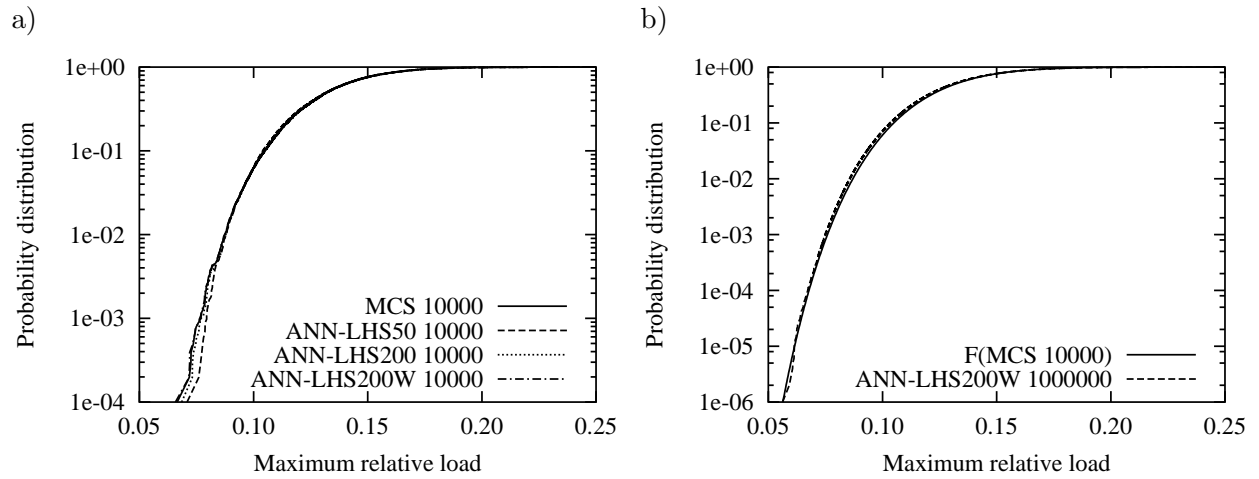 a)
Probability distribution
1e+00
1e-01
1e-02
1e-03
1e-04
MCS 10000
ANN-LHS50 10000
ANN-LHS200 10000
ANN-LHS200W 10000
0.05 0.10 0.15 0.20 0.25
Maximum relative load
b)
Probability distribution
1e+00
1e-01
1e-02
1e-03
1e-04
1e-05
1e-06
F(MCS 10000)
ANN-LHS200W 1000000
0.05 0.10 0.15 0.20 0.25
Maximum relative load